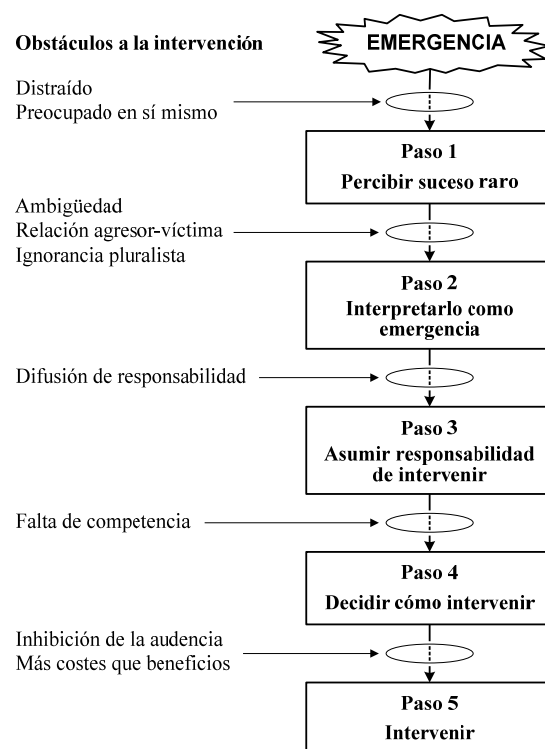 Obstáculos a la intervención
EMERGENCIA
Distraído
Preocupado en sí mismo
Paso 1
Percibir suceso raro
Ambigüedad
Relación agresor-víctima
Ignorancia pluralista
Paso 2
Interpretarlo como
emergencia
Difusión de responsabilidad
Paso 3
Asumir responsabilidad
de intervenir
Falta de competencia
Paso 4
Decidir cómo intervenir
Inhibición de la audencia
Más costes que beneficios
Paso 5
Intervenir